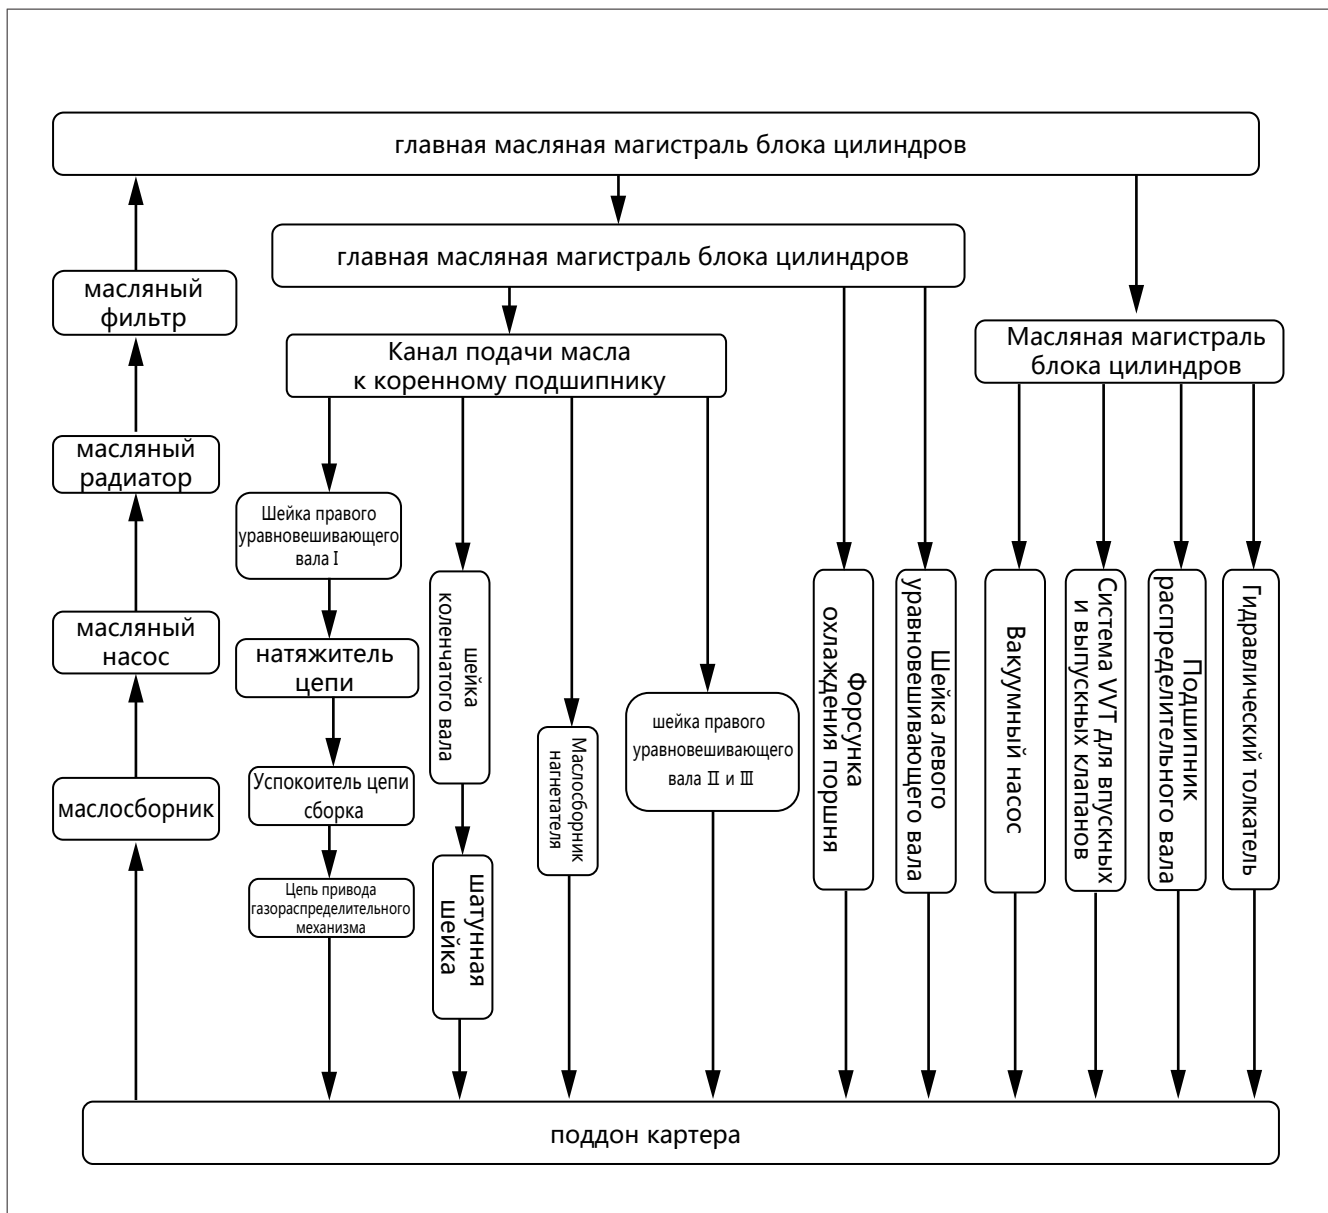 главная масляная магистраль блока цилиндров
главная масляная магистраль блока цилиндров
масляный
фильтр
Канал подачи масла
к коренному подшипнику
Масляная магистраль
блока цилиндров
масляный
радиатор
Шейка правого
уравновешивающего
вала I
масляный
насос
натяжитель
цепи
шейка
коленчатого вала
Маслосборник
нагнетателя
шейка правого
уравновешивающего
вала II и III
Форсунка
охлаждения поршня
Шейка левого
уравновешивающего вала
Вакуумный насос
Система VVT для впускных
и выпускных клапанов
Подшипник
распределительного вала
Гидравлический толкатель
маслосборник
Успокоитель цепи
сборка
Цепь привода
газораспределительного
механизма
шатунная
шейка
поддон картера